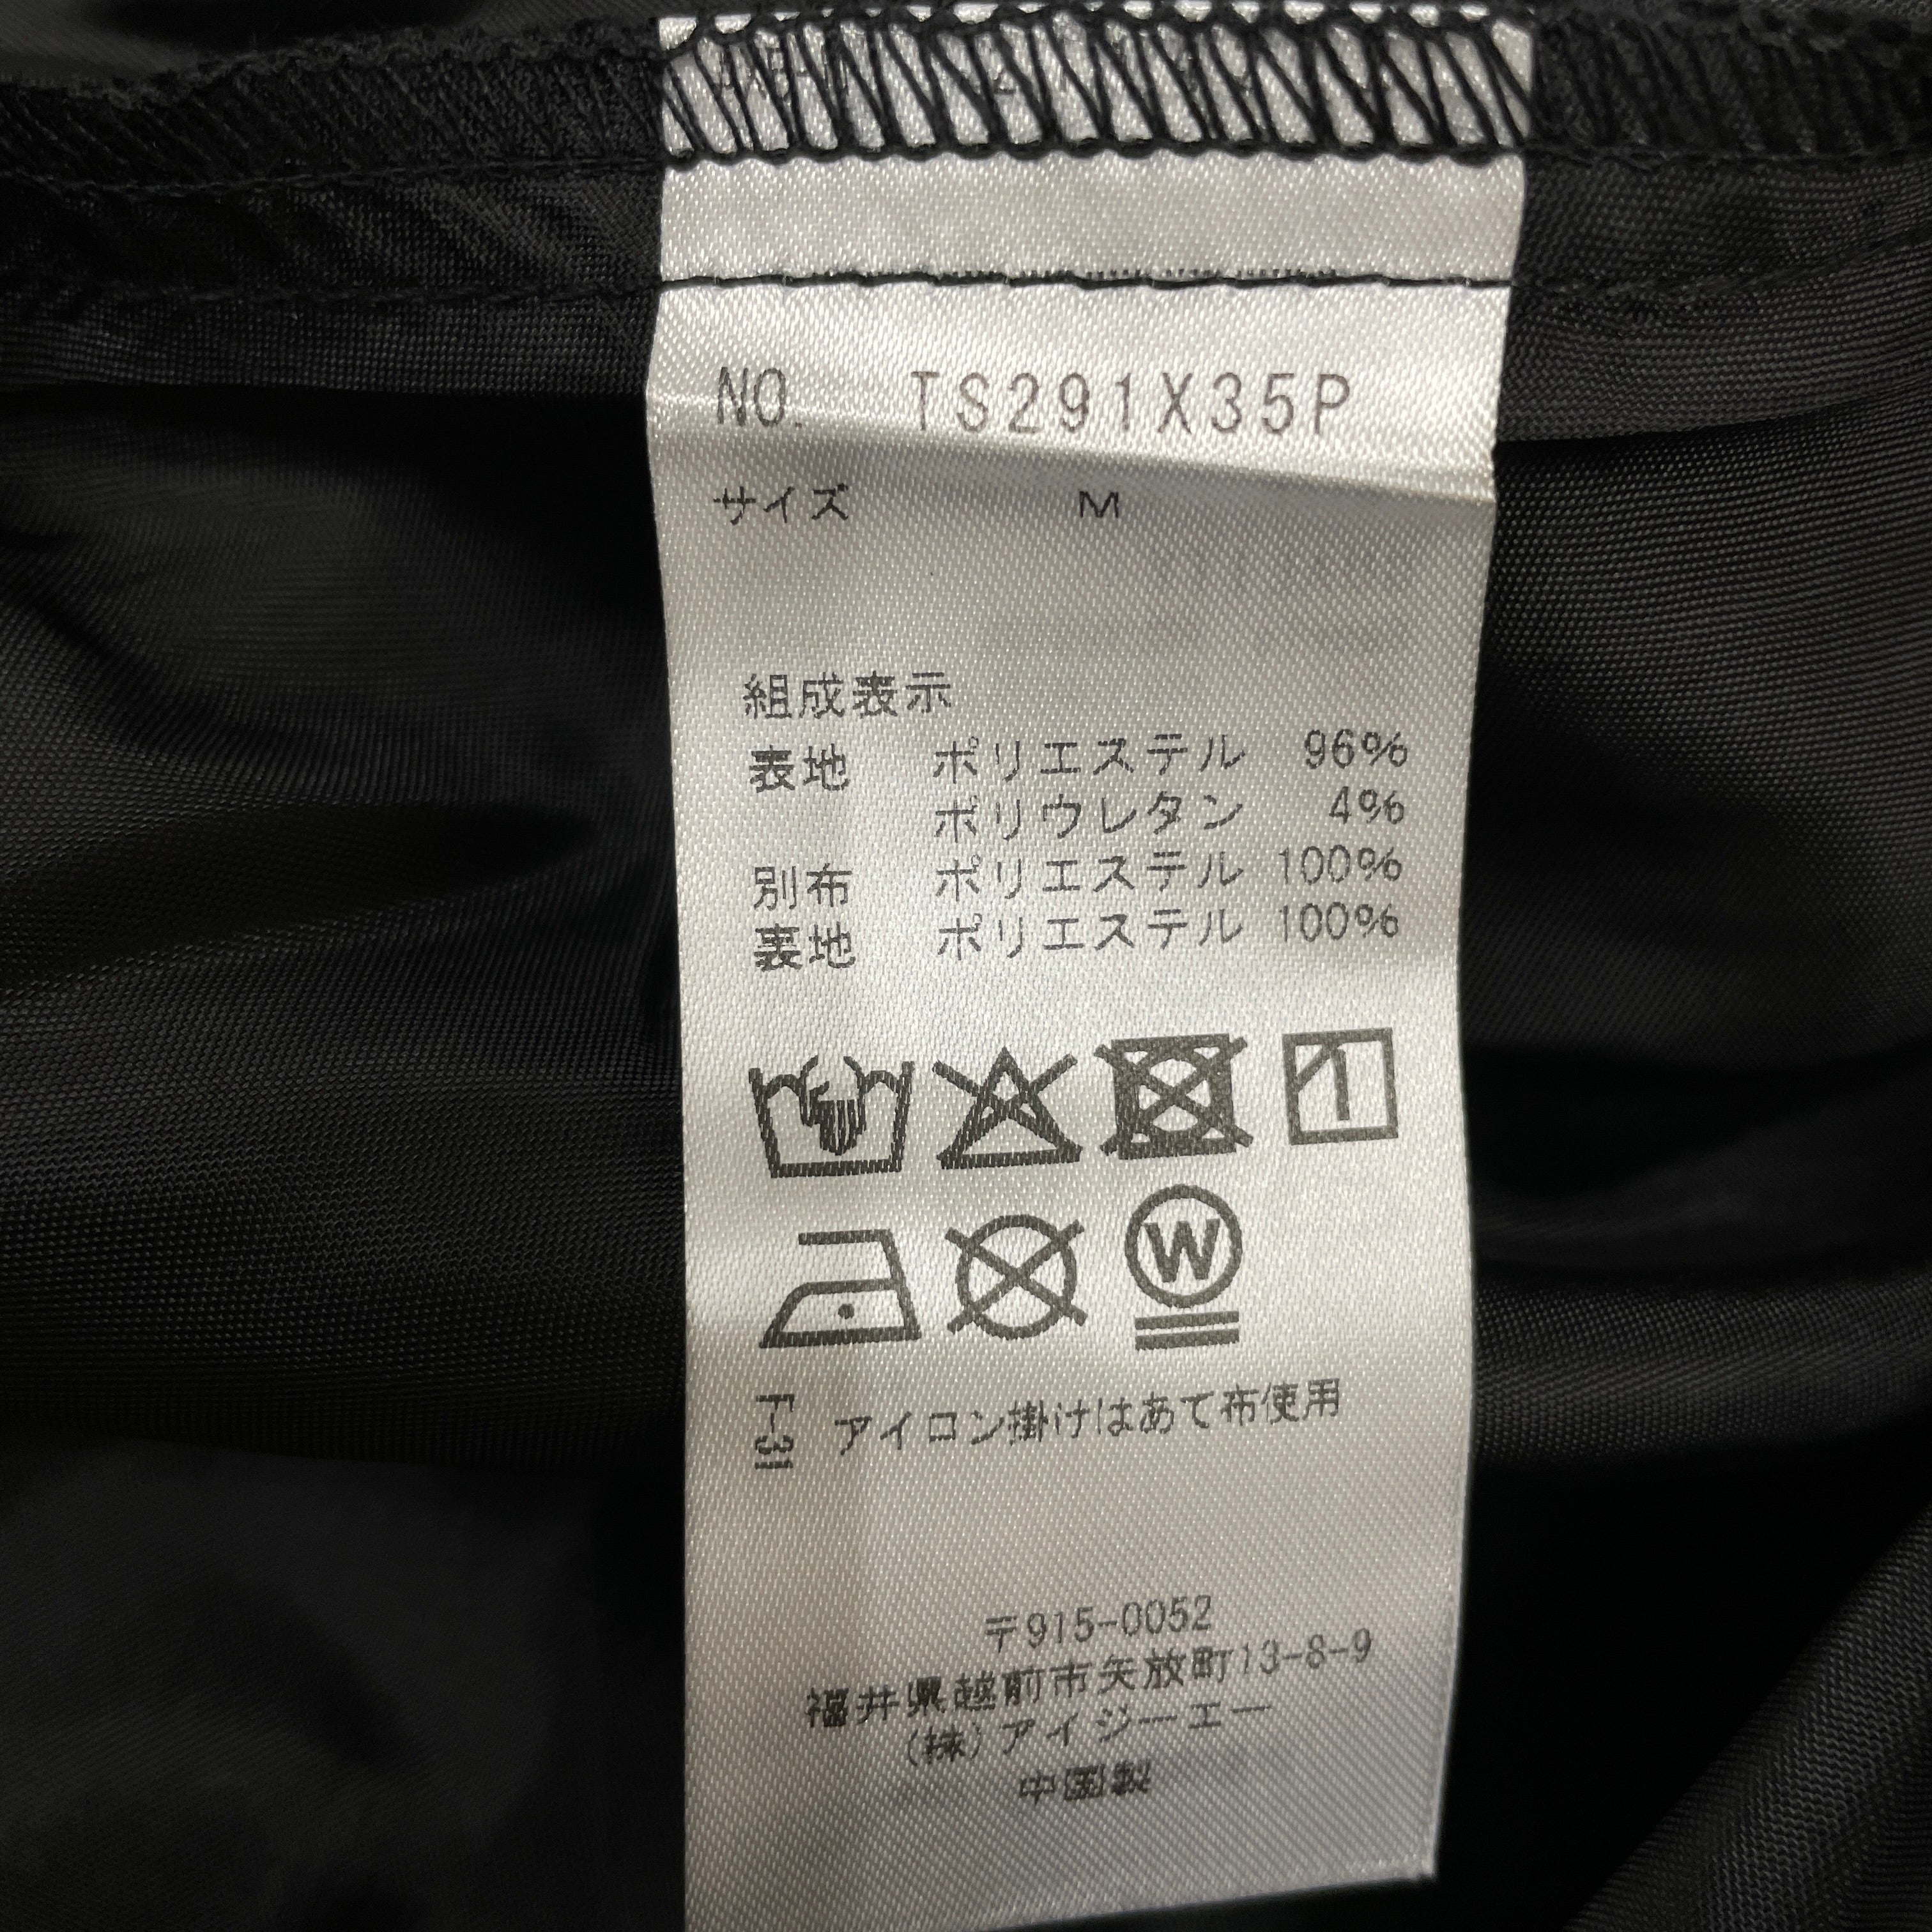 NO. TS291X35P
サイズ M
組成表示
表地 ポリエステル 96%
ポリウレタン 4%
別布 ポリエステル 100%
裏地 ポリエステル 100%
1
W
F-31 アイロン掛けはあて布使用
〒915-0052
福井県越前市矢放町13-8-9
(株)アイジーエー
中国製